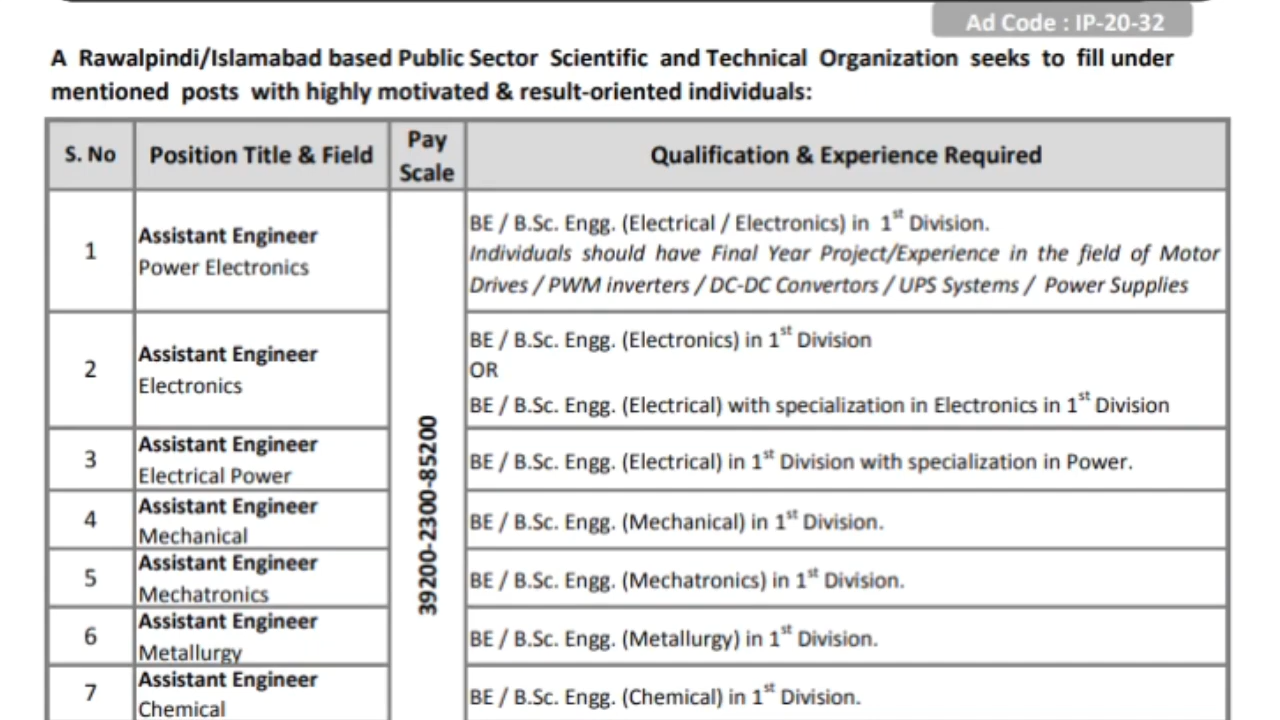 Ad Code : IP-20-32
A Rawalpindi/Islamabad based Public Sector Scientific and Technical Organization seeks to fill under
mentioned posts with highly motivated & result-oriented individuals:
S. No
Position Title & Field
Pay
Scale
Qualification & Experience Required
39200-2300-85200
1
Assistant Engineer
Power Electronics
BE / B.Sc. Engg. (Electrical / Electronics) in 1st Division.
Individuals should have Final Year Project/Experience in the field of Motor
Drives / PWM inverters / DC-DC Convertors / UPS Systems / Power Supplies
2
Assistant Engineer
Electronics
BE / B.Sc. Engg. (Electronics) in 1st Division
OR
BE / B.Sc. Engg. (Electrical) with specialization in Electronics in 1st Division
3
Assistant Engineer
Electrical Power
BE / B.Sc. Engg. (Electrical) in 1st Division with specialization in Power.
4
Assistant Engineer
Mechanical
BE / B.Sc. Engg. (Mechanical) in 1st Division.
5
Assistant Engineer
Mechatronics
BE / B.Sc. Engg. (Mechatronics) in 1st Division.
6
Assistant Engineer
Metallurgy
BE / B.Sc. Engg. (Metallurgy) in 1st Division.
7
Assistant Engineer
Chemical
BE / B.Sc. Engg. (Chemical) in 1st Division.